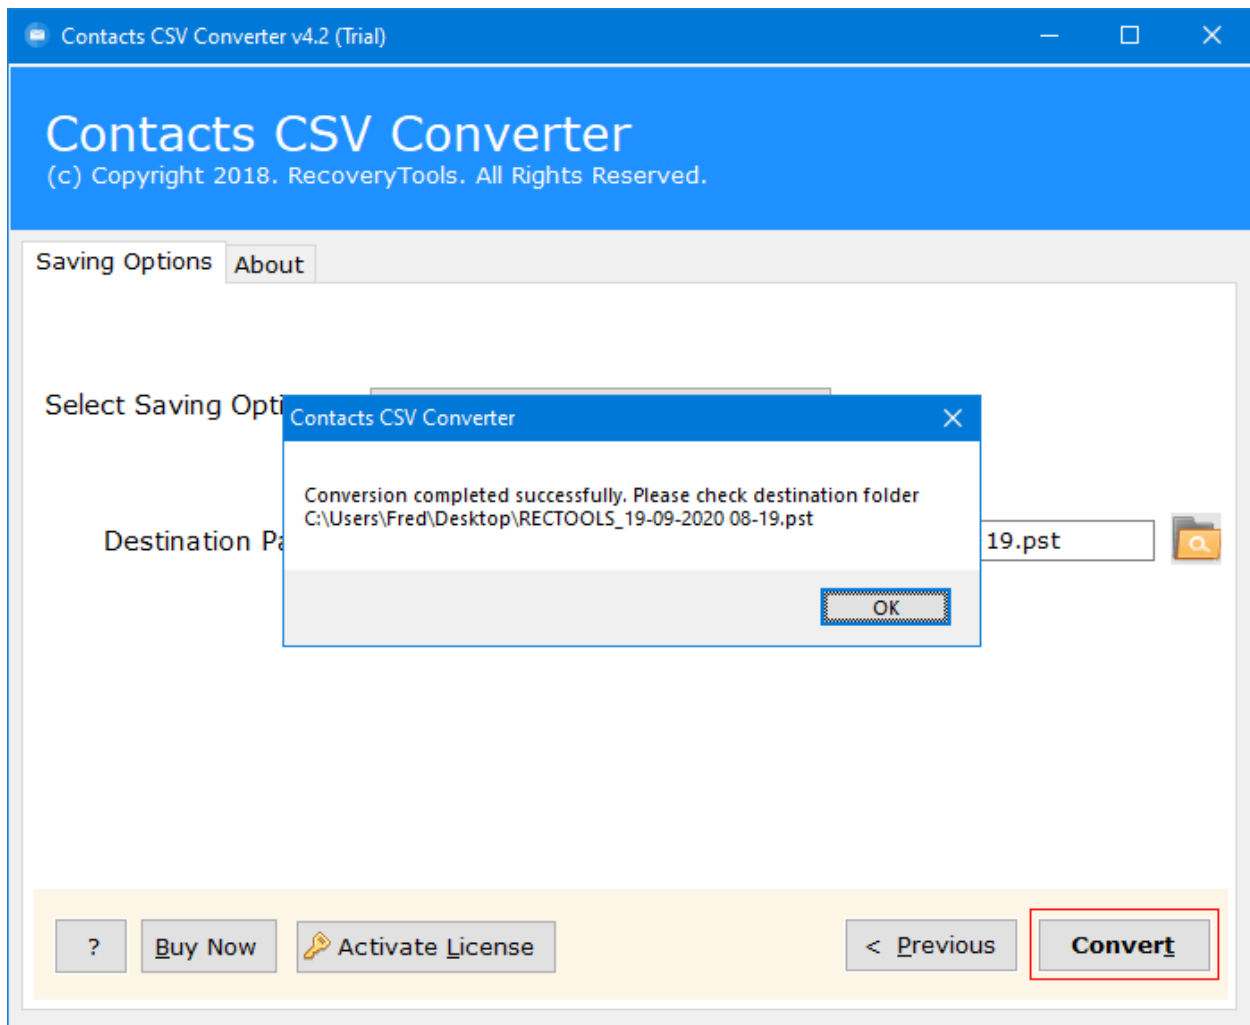 Contacts CSV Converter v4.2 (Trial)
Contacts CSV Converter
(c) Copyright 2018. RecoveryTools. All Rights Reserved.
Saving Options
About
Select Saving Opti
Contacts CSV Converter
Conversion completed successfully. Please check destination folder
C:\Users\Fred\Desktop\RECTOOLS_19-09-2020 08-19.pst
Destination Pa
19.pst
OK
?
Buy Now
Activate License
< Previous
Convert